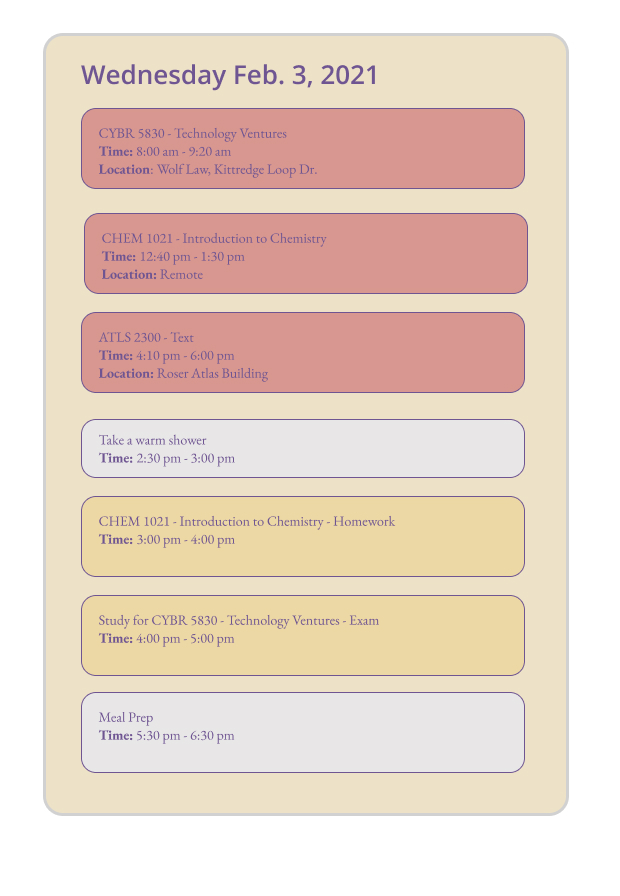 Wednesday Feb. 3, 2021
CYBR 5830 - Technology Ventures
Time: 8:00 am - 9:20 am
Location: Wolf Law, Kittredge Loop Dr.
CHEM 1021 - Introduction to Chemistry
Time: 12:40 pm - 1:30 pm
Location: Remote
ATLS 2300 - Text
Time: 4:10 pm - 6:00 pm
Location: Roser Atlas Building
Take a warm shower
Time: 2:30 pm - 3:00 pm
CHEM 1021 - Introduction to Chemistry - Homework
Time: 3:00 pm - 4:00 pm
Study for CYBR 5830 - Technology Ventures - Exam
Time: 4:00 pm - 5:00 pm
Meal Prep
Time: 5:30 pm - 6:30 pm